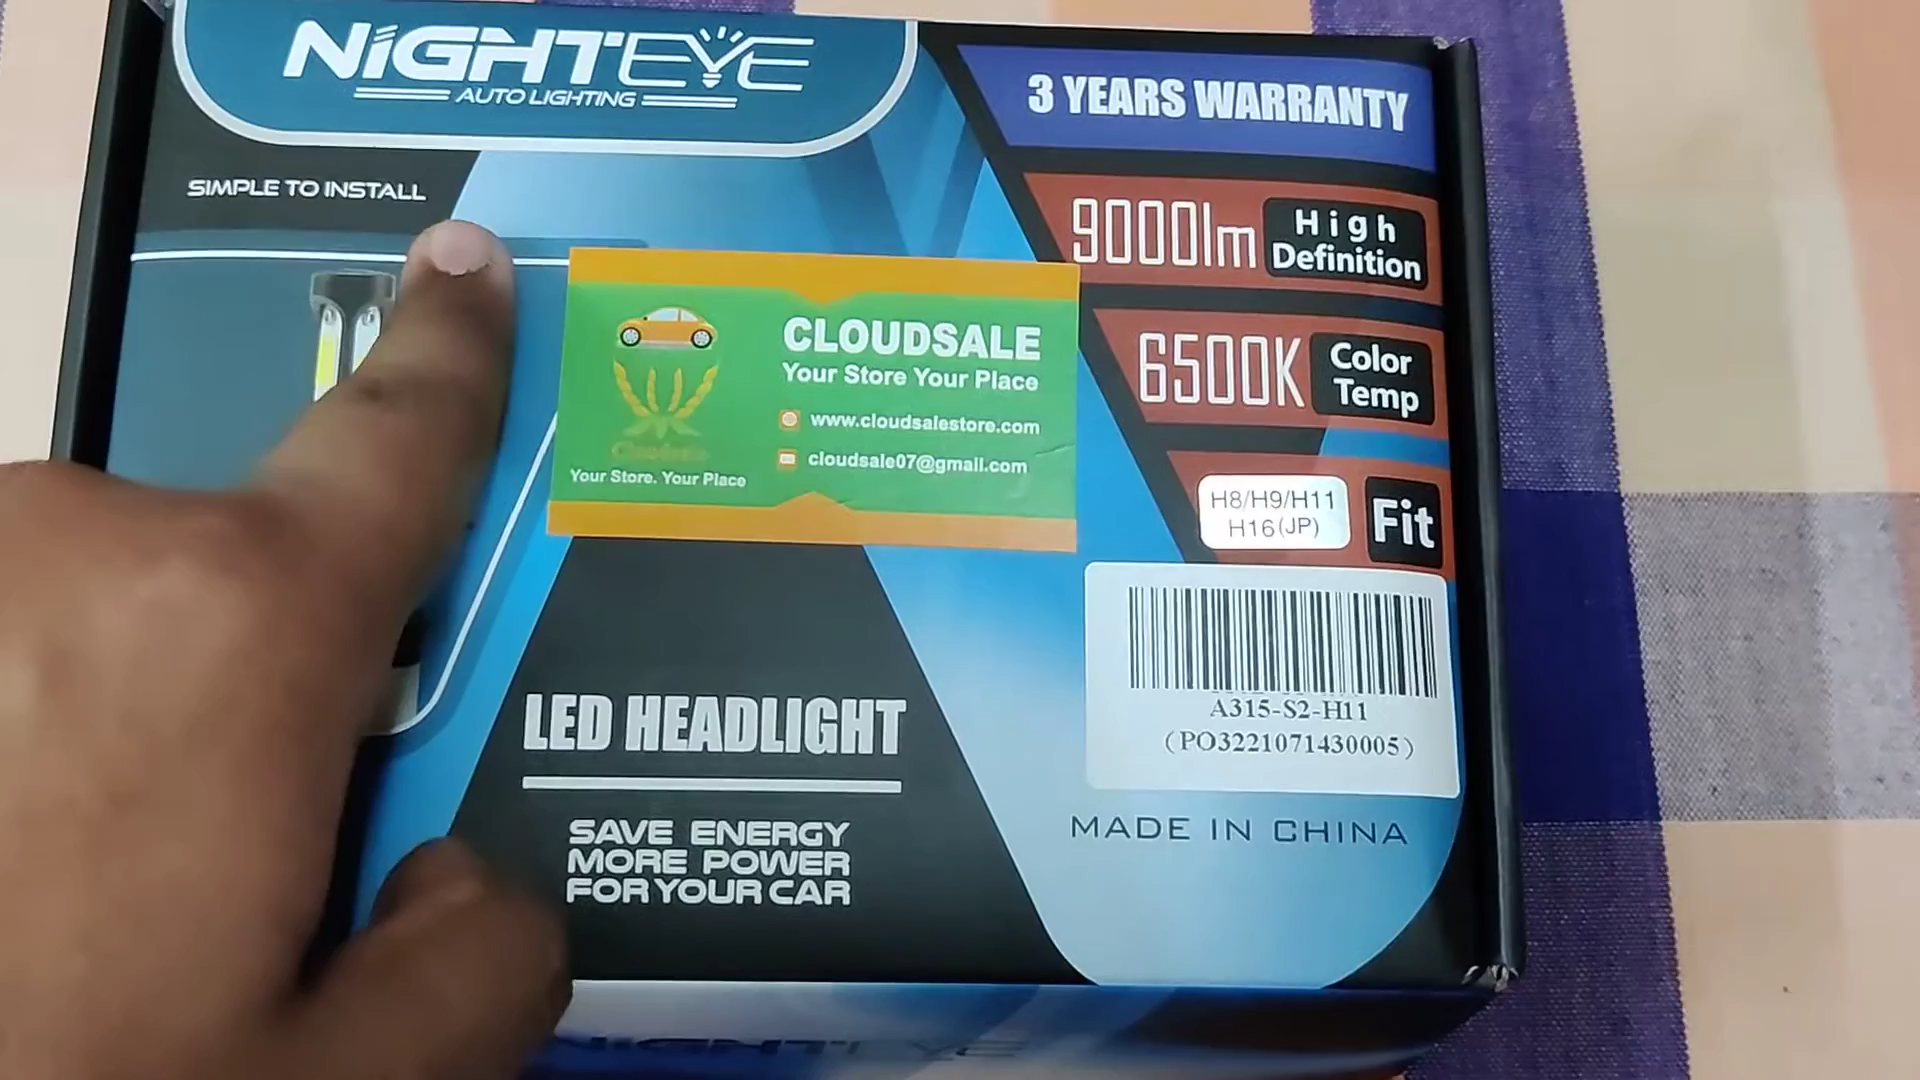 NIGHTEYE
AUTO LIGHTING
SIMPLE TO INSTALL
3 YEARS WARRANTY
9000lm High Definition
6500K Color Temp
H8/H9/H11
H16(JP)
Fit
CLOUDSALE
Your Store Your Place
www.cloudsalestore.com
cloudsale07@gmail.com
Your Store. Your Place
A315-S2-H11
(PO3221071430005)
MADE IN CHINA
LED HEADLIGHT
SAVE ENERGY
MORE POWER
FOR YOUR CAR
NIGHTEYE